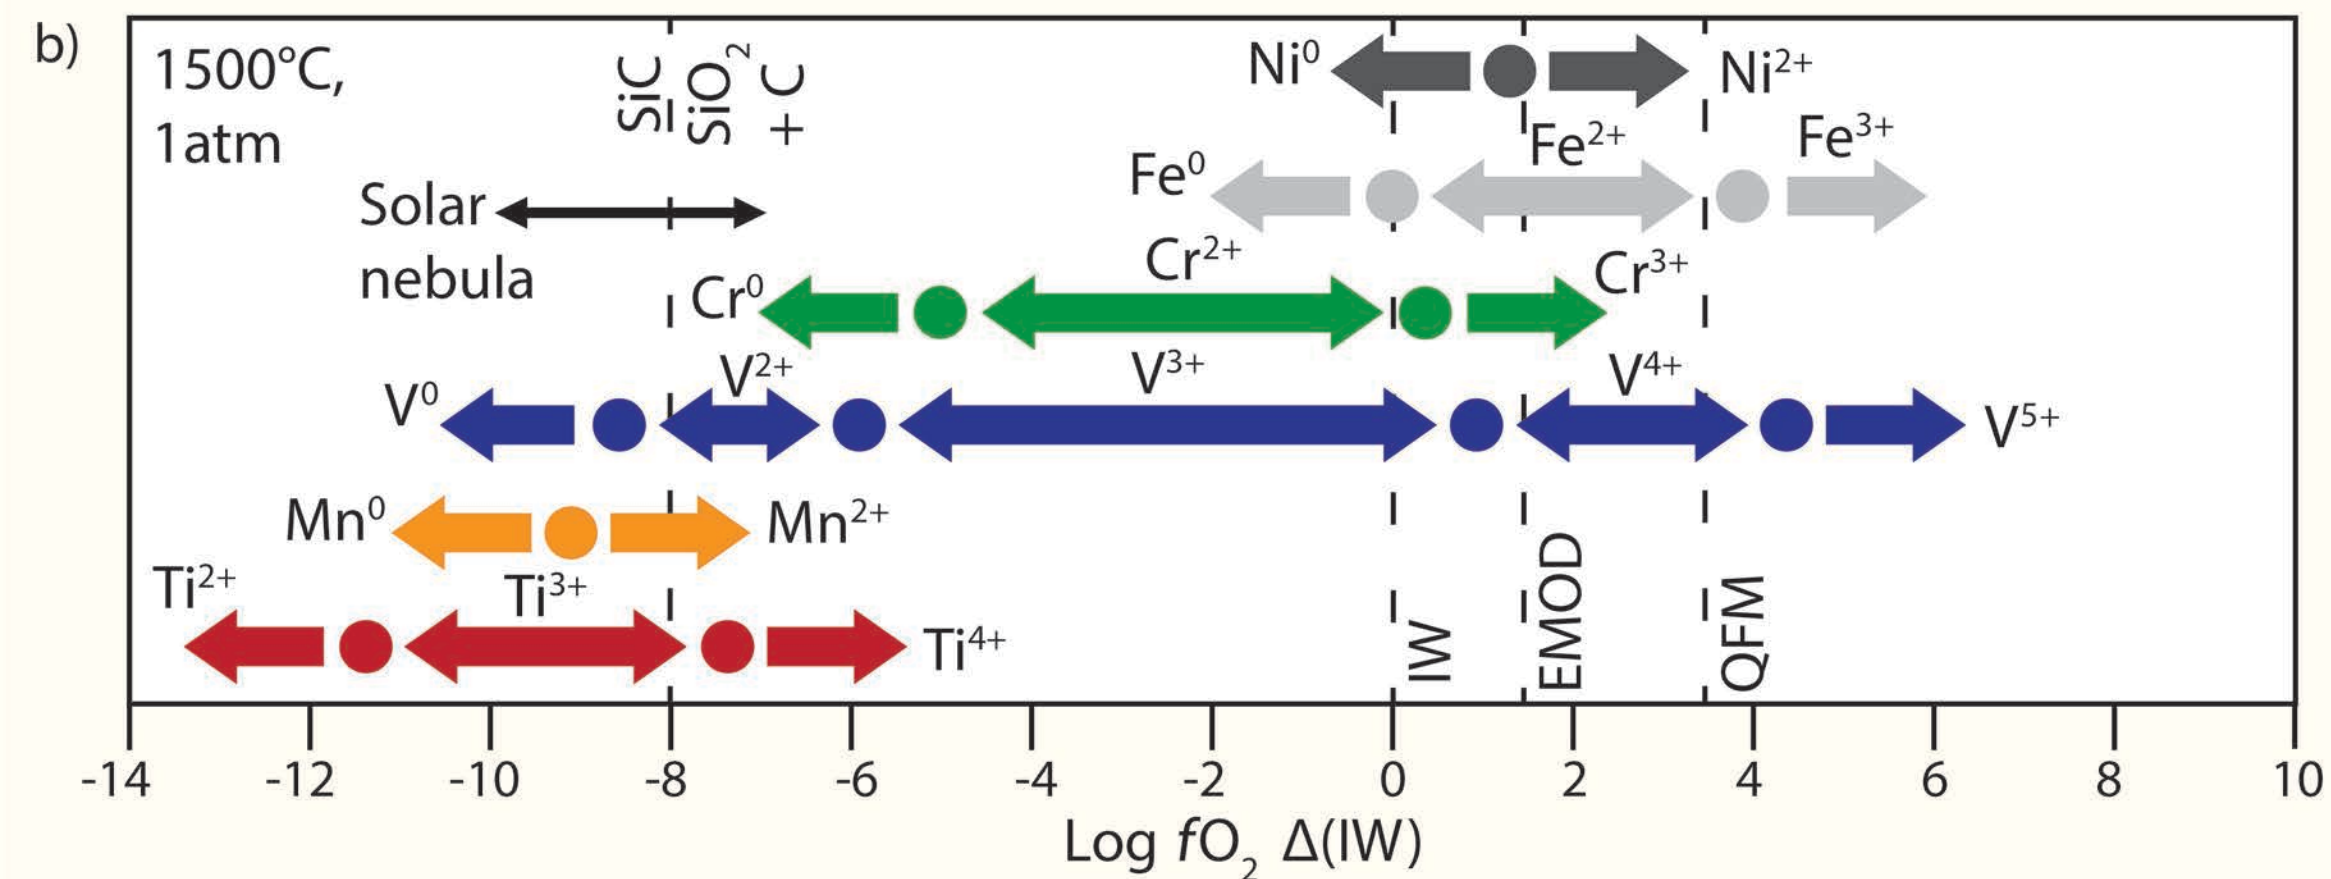 b)
1500°C,
1atm
SiC
SiO₂
+ C
Ni⁰
Ni²⁺
Fe⁰
Fe²⁺
Fe³⁺
Solar
nebula
Cr⁰
Cr²⁺
Cr³⁺
V⁰
V²⁺
V³⁺
V⁴⁺
V⁵⁺
Mn⁰
Mn²⁺
Ti²⁺
Ti³⁺
Ti⁴⁺
IW
EMOD
QFM
-14 -12 -10 -8 -6 -4 -2 0 2 4 6 8 10
Log fO₂ Δ(IW)